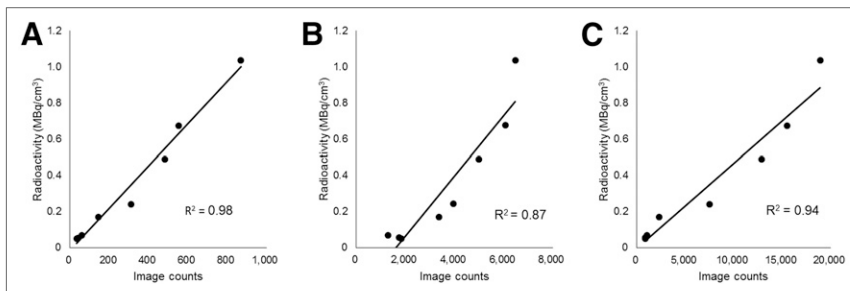 A
Radioactivity (MBq/cm³)
1.2
1.0
0.8
0.6
0.4
0.2
0
R² = 0.98
0 200 400 600 800 1,000
Image counts
B
Radioactivity (MBq/cm³)
1.2
1.0
0.8
0.6
0.4
0.2
0
R² = 0.87
0 2,000 4,000 6,000 8,000
Image counts
C
Radioactivity (MBq/cm³)
1.2
1.0
0.8
0.6
0.4
0.2
0
R² = 0.94
0 5,000 10,000 15,000 20,000
Image counts